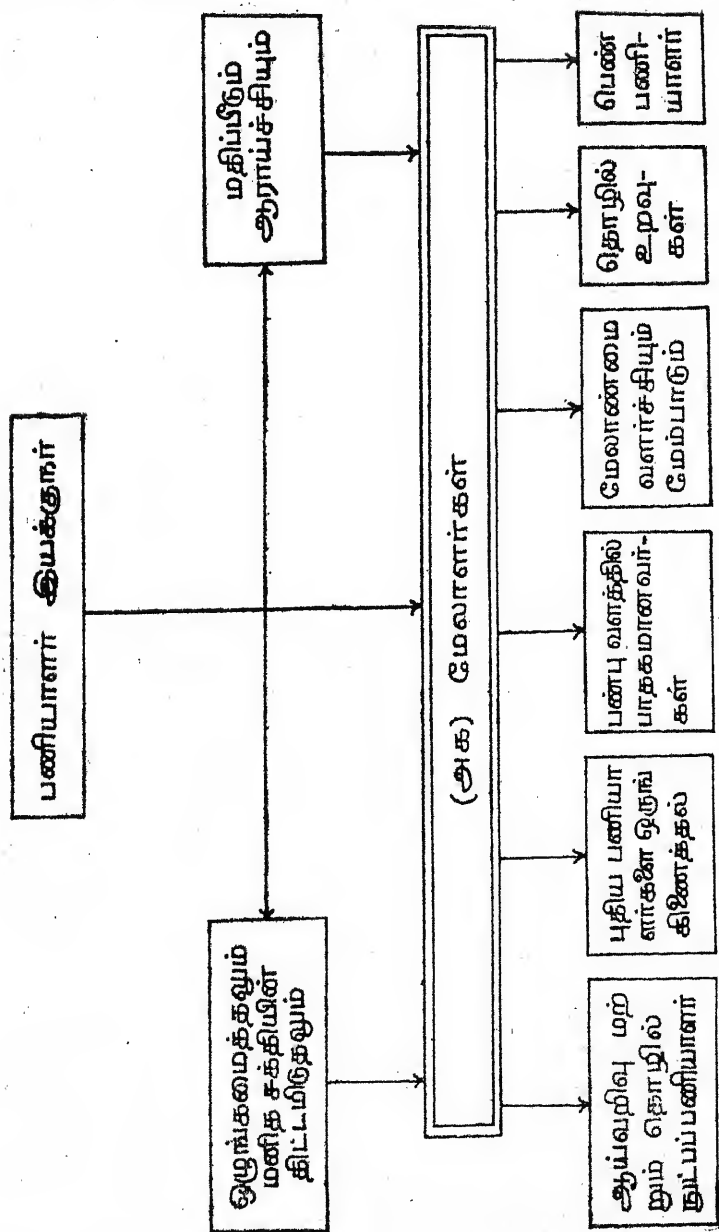 பணியாளர் இயக்குநர்
ஒழுங்கமைத்தலும்
மனித சக்தியின்
திட்டமிடுதலும்
மதிப்பீடும்
ஆராய்ச்சியும்
(அக) மேலாளர்கள்
ஆய்வறிவு மற்
றும் தொழில்
நுட்பப்பணியாளர்
புதிய பணியா
ளர்களை ஒருங்
கிணைத்தல்
பண்பு வளத்தில்
பாதகமானவர்-
கள்
மேலாண்மை
வளர்ச்சியும்
மேம்பாடும்
தொழில்
உறவு-
கள்
பெண்
பணி-
யாளர்